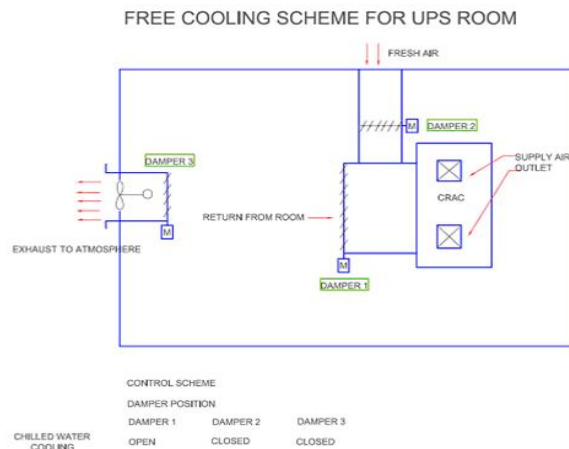 FREE COOLING SCHEME FOR UPS ROOM
FRESH AIR
M
DAMPER 2
DAMPER 3
SUPPLY AIR
OUTLET
CRAC
RETURN FROM ROOM
M
EXHAUST TO ATMOSPHERE
M
DAMPER 1
CONTROL SCHEME
DAMPER POSITION
DAMPER 1 DAMPER 2 DAMPER 3
CHILLED WATER
COOLING
OPEN CLOSED CLOSED